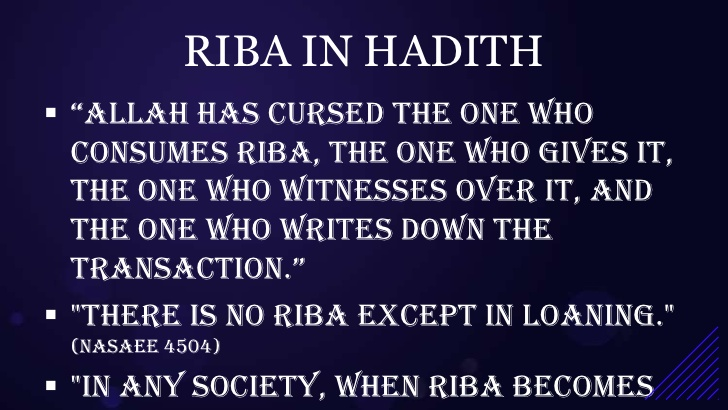 RIBA IN HADITH
▪ “ALLAH HAS CURSED THE ONE WHO
CONSUMES RIBA, THE ONE WHO GIVES IT,
THE ONE WHO WITNESSES OVER IT, AND
THE ONE WHO WRITES DOWN THE
TRANSACTION.”
▪ "THERE IS NO RIBA EXCEPT IN LOANING."
(NASAEE 4504)
▪ "IN ANY SOCIETY, WHEN RIBA BECOMES